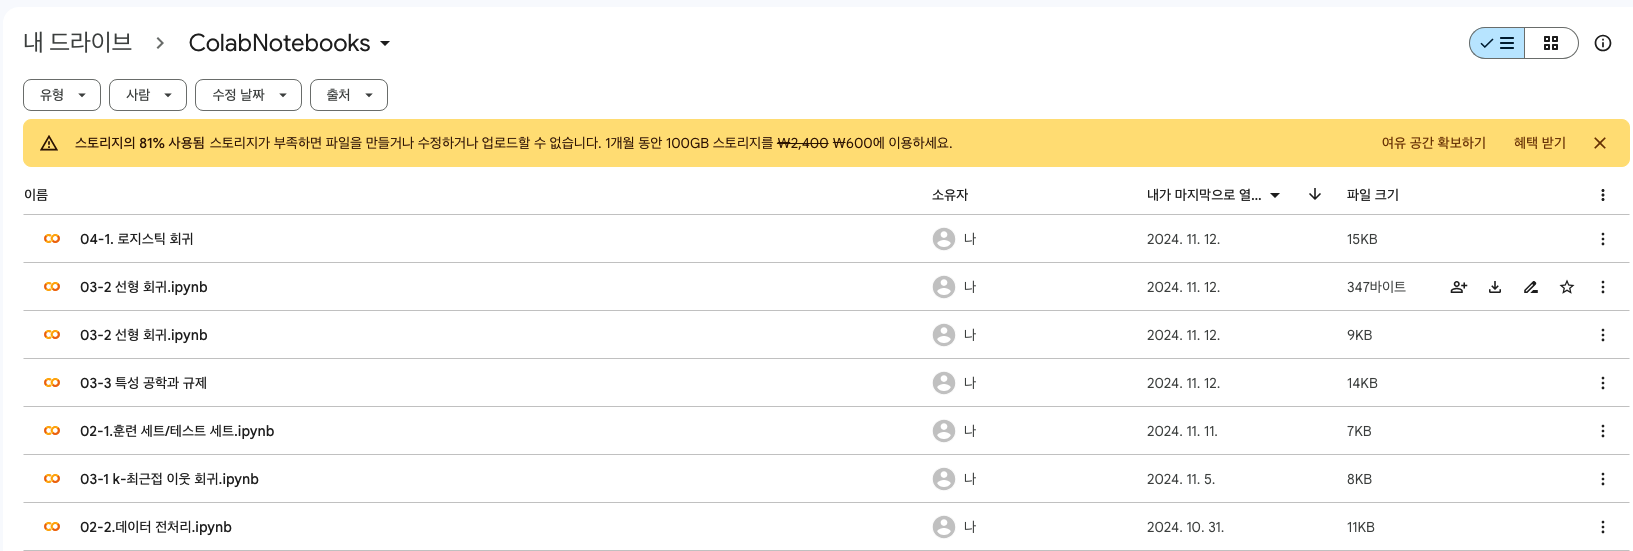 내 드라이브 > ColabNotebooks
유형 사람 수정 날짜 출처
스토리지의 81% 사용됨 스토리지가 부족하면 파일을 만들거나 수정하거나 업로드할 수 없습니다. 1개월 동안 100GB 스토리지를 ₩2,400 ₩600에 이용하세요. 여유 공간 확보하기 혜택 받기
이름 소유자 내가 마지막으로 열... 파일 크기
04-1. 로지스틱 회귀 나 2024. 11. 12. 15KB
03-2 선형 회귀.ipynb 나 2024. 11. 12. 347바이트
03-2 선형 회귀.ipynb 나 2024. 11. 12. 9KB
03-3 특성 공학과 규제 나 2024. 11. 12. 14KB
02-1.훈련 세트/테스트 세트.ipynb 나 2024. 11. 11. 7KB
03-1 k-최근접 이웃 회귀.ipynb 나 2024. 11. 5. 8KB
02-2.데이터 전처리.ipynb 나 2024. 10. 31. 11KB